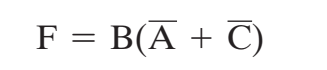 F = B(A̅ + C̅)